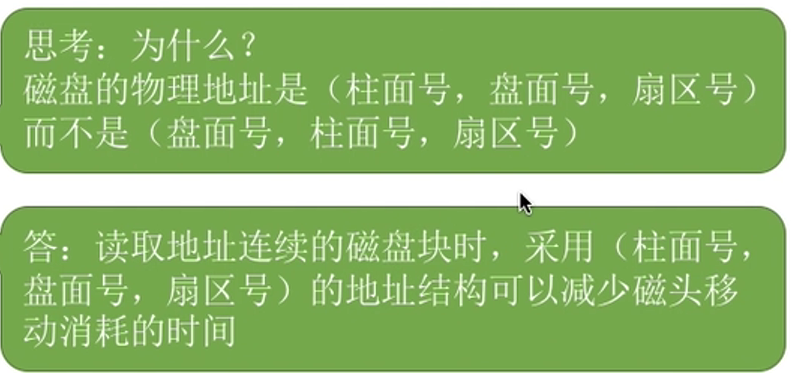 思考：为什么？
磁盘的物理地址是（柱面号，盘面号，扇区号）
而不是（盘面号，柱面号，扇区号）
答：读取地址连续的磁盘块时，采用（柱面号，
盘面号，扇区号）的地址结构可以减少磁头移
动消耗的时间